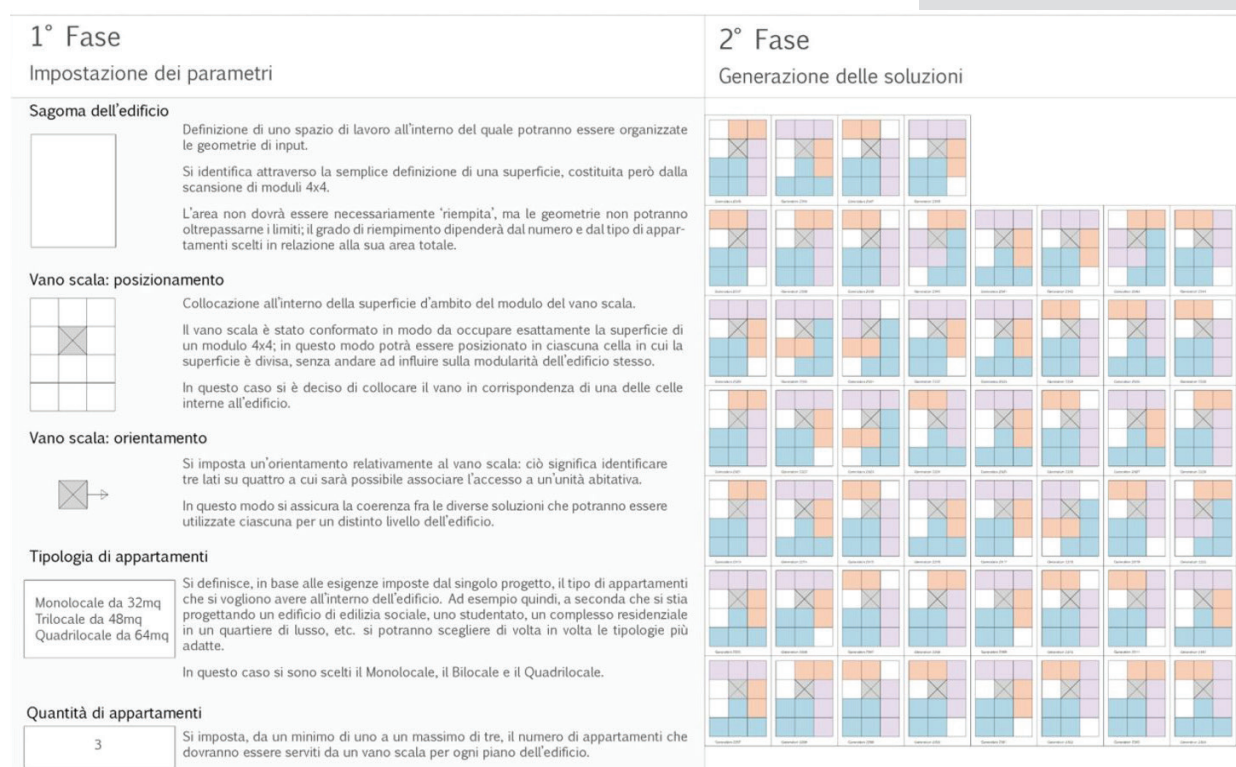 1° Fase
Impostazione dei parametri
Sagoma dell'edificio
Definizione di uno spazio di lavoro all'interno del quale potranno essere organizzate
le geometrie di input.
Si identifica attraverso la semplice definizione di una superficie, costituita però dalla
scansione di moduli 4x4.
L'area non dovrà essere necessariamente 'riempita', ma le geometrie non potranno
oltrepassarne i limiti; il grado di riempimento dipenderà dal numero e dal tipo di appar-
tamenti scelti in relazione alla sua area totale.
Vano scala: posizionamento
Collocazione all'interno della superficie d'ambito del modulo del vano scala.
Il vano scala è stato conformato in modo da occupare esattamente la superficie di
un modulo 4x4; in questo modo potrà essere posizionato in ciascuna cella in cui la
superficie è divisa, senza andare ad influire sulla modularità dell'edificio stesso.
In questo caso si è deciso di collocare il vano in corrispondenza di una delle celle
interne all'edificio.
Vano scala: orientamento
Si imposta un'orientamento relativamente al vano scala: ciò significa identificare
tre lati su quattro a cui sarà possibile associare l'accesso a un'unità abitativa.
In questo modo si assicura la coerenza fra le diverse soluzioni che potranno essere
utilizzate ciascuna per un distinto livello dell'edificio.
Tipologia di appartamenti
Monolocale da 32mq
Trilocale da 48mq
Quadrilocale da 64mq
Si definisce, in base alle esigenze imposte dal singolo progetto, il tipo di appartamenti
che si vogliono avere all'interno dell'edificio. Ad esempio quindi, a seconda che si stia
progettando un edificio di edilizia sociale, uno studentato, un complesso residenziale
in un quartiere di lusso, etc. si potranno scegliere di volta in volta le tipologie più
adatte.
In questo caso si sono scelti il Monolocale, il Bilocale e il Quadrilocale.
Quantità di appartamenti
3
Si imposta, da un minimo di uno a un massimo di tre, il numero di appartamenti che
dovranno essere serviti da un vano scala per ogni piano dell'edificio.
2° Fase
Generazione delle soluzioni